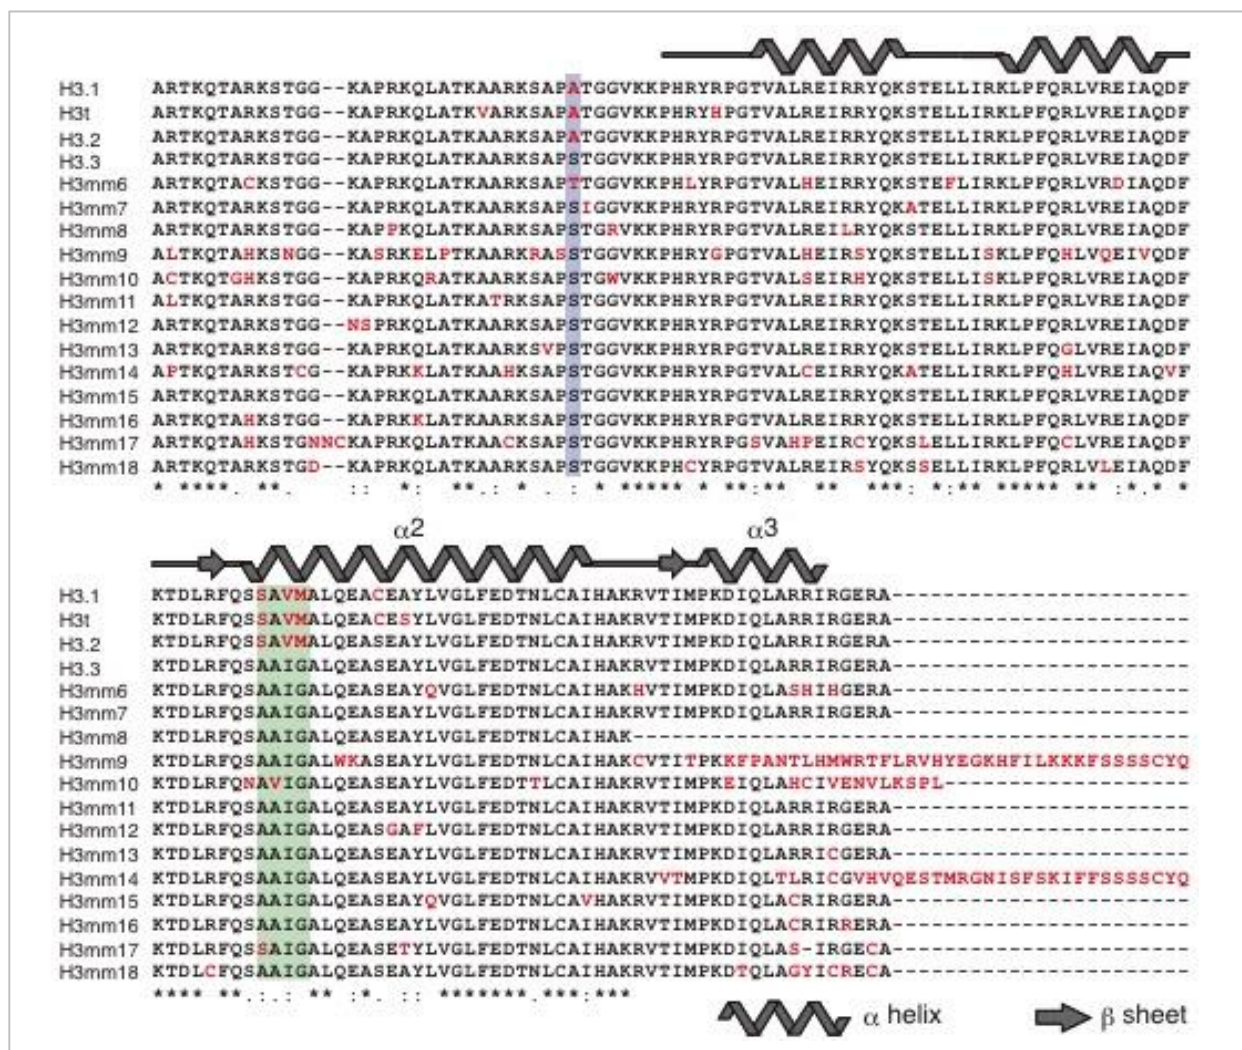 H3.1 ARTKQTARKSTGG--KAPRKQLATKAARKSAPATGGVKKPHRYRPGTVALREIRRYQKSTELLIRKLPFQRLVREIAQDF
H3t ARTKQTARKSTGG--KAPRKQLATKVARKSAPATGGVKKPHRYHPGTVALREIRRYQKSTELLIRKLPFQRLVREIAQDF
H3.2 ARTKQTARKSTGG--KAPRKQLATKAARKSAPATGGVKKPHRYRPGTVALREIRRYQKSTELLIRKLPFQRLVREIAQDF
H3.3 ARTKQTARKSTGG--KAPRKQLATKAARKSAPSTGGVKKPHRYRPGTVALREIRRYQKSTELLIRKLPFQRLVREIAQDF
H3mm6 ARTKQTACKSTGG--KAPRKQLATKAARKSAPTTGGVKKPHLYRPGTVALHEIRRYQKSTEFLIRKLPFQRLVRDIAQDF
H3mm7 ARTKQTARKSTGG--KAPRKQLATKAARKSAPSIGGVKKPHRYRPGTVALREIRRYQKATELLIRKLPFQRLVREIAQDF
H3mm8 ARTKQTARKSTGG--KAPPKQLATKAARKSAPSTGRVKKPHRYRPGTVALREILRYQKSTELLIRKLPFQRLVREIAQDF
H3mm9 ALTKQTAHKSNGG--KASRKELPTKAARRSASSTGGVKKPHRYGPGTVALHEIRSYQKSTELLISKLPFQHLVQEIVQDF
H3mm10 ACTKQTGHKSTGG--KAPRKQRATKAARKSAPSTGWVKKPHRYRPGTVALSEIRHYQKSTELLISKLPFQRLVREIAQDF
H3mm11 ALTKQTARKSTGG--KAPRKQLATKATRKSAPSTGGVKKPHRYRPGTVALREIRRYQKSTELLIRKLPFQRLVREIAQDF
H3mm12 ARTKQTARKSTGG--NSPRKQLATKAARKSAPSTGGVKKPHRYRPGTVALREIRRYQKSTELLIRKLPFQRLVREIAQDF
H3mm13 ARTKQTARKSTGG--KAPRKQLATKAARKSVPSTGGVKKPHRYRPGTVALREIRRYQKSTELLIRKLPFQGLVREIAQDF
H3mm14 APTKQTARKSTCG--KAPRKKLATKAAHKSAPSTGGVKKPHRYRPGTVALCEIRRYQKATELLIRKLPFQHLVREIAQVF
H3mm15 ARTKQTARKSTGG--KAPRKQLATKAARKSAPSTGGVKKPHRYRPGTVALREIRRYQKSTELLIRKLPFQRLVREIAQDF
H3mm16 ARTKQTAHKSTGG--KAPRKKLATKAARKSAPSTGGVKKPHRYRPGTVALREIRRYQKSTELLIRKLPFQRLVREIAQDF
H3mm17 ARTKQTAHKSTGNNCKAPRKQLATKAACKSAPSTGGVKKPHRYRPGSVAHPEIRCYQKSLELLIRKLPFQCLVREIAQDF
H3mm18 ARTKQTARKSTGD--KAPRKQLATKAARKSAPSTGGVKKPHCYRPGTVALREIRSYQKSSELLIRKLPFQRLVLEIAQDF
* ****. **. :: *: **.: * . : * ***** * **:** ** *** : :*** ***** ** *:.* *
α2 α3
H3.1 KTDLRFQSSAVMALQEACEAYLVGLFEDTNLCAIHAKRVTIMPKDIQLARRIRGERA-----------------------
H3t KTDLRFQSSAVMALQEACESYLVGLFEDTNLCAIHAKRVTIMPKDIQLARRIRGERA-----------------------
H3.2 KTDLRFQSSAVMALQEASEAYLVGLFEDTNLCAIHAKRVTIMPKDIQLARRIRGERA-----------------------
H3.3 KTDLRFQSAAIGALQEASEAYLVGLFEDTNLCAIHAKRVTIMPKDIQLARRIRGERA-----------------------
H3mm6 KTDLRFQSAAIGALQEASEAYQVGLFEDTNLCAIHAKHVTIMPKDIQLASHIHGERA-----------------------
H3mm7 KTDLRFQSAAIGALQEASEAYLVGLFEDTNLCAIHAKRVTIMPKDIQLARRIRGERA-----------------------
H3mm8 KTDLRFQSAAIGALQEASEAYLVGLFEDTNLCAIHAK-------------------------------------------
H3mm9 KTDLRFQSAAIGALWKASEAYLVGLFEDTNLCAIHAKCVTITPKKFPANTLHMWRTFLRVHYEGKHFILKKKFSSSSCYQ
H3mm10 KTDLRFQNAVIGALQEASEAYLVGLFEDTTLCAIHAKRVTIMPKEIQLAHCIVENVLKSPL-------------------
H3mm11 KTDLRFQSAAIGALQEASEAYLVGLFEDTNLCAIHAKRVTIMPKDIQLARRIRGERA-----------------------
H3mm12 KTDLRFQSAAIGALQEASGAFLVGLFEDTNLCAIHAKRVTIMPKDIQLARRIRGERA-----------------------
H3mm13 KTDLRFQSAAIGALQEASEAYLVGLFEDTNLCAIHAKRVTIMPKDIQLARRICGERA-----------------------
H3mm14 KTDLRFQSAAIGALQEASEAYLVGLFEDTNLCAIHAKRVVTMPKDIQLTLRICGVHVQESTMRGNISFSKIFFSSSSCYQ
H3mm15 KTDLRFQSAAIGALQEASEAYQVGLFEDTNLCAVHAKRVTIMPKDIQLACRIRGERA-----------------------
H3mm16 KTDLRFQSAAIGALQEASEAYLVGLFEDTNLCAIHAKRVTIMPKDIQLACRIRRERA-----------------------
H3mm17 KTDLRFQSSAIGALQEASETYLVGLFEDTNLCAIHAKRVTIMPKDIQLAS-IRGECA-----------------------
H3mm18 KTDLCFQSAAIGALQEASEAYLVGLFEDTNLCAIHAKRVTIMPKDTQLAGYICRECA-----------------------
**** **.:.: ** :*. :: *******.***:***
α helix β sheet